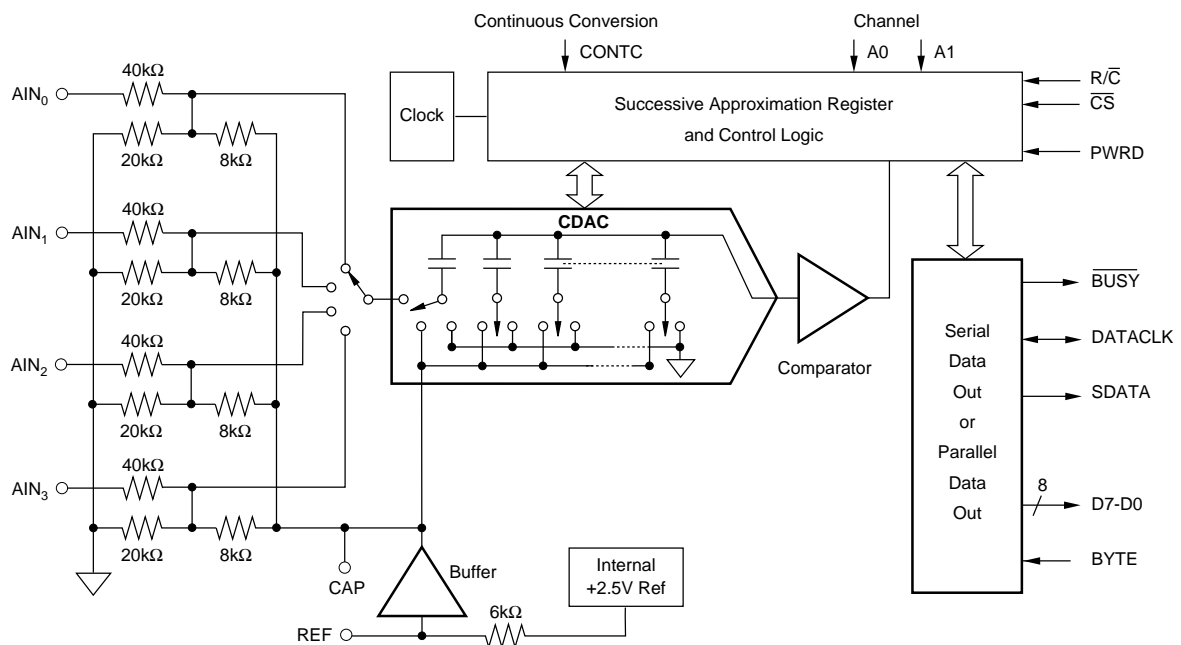 Continuous Conversion
Channel
CONTC
A0
A1
40kΩ
AIN₀
20kΩ
8kΩ
Clock
Successive Approximation Register
and Control Logic
R/C̅
C̅S̅
PWRD
40kΩ
AIN₁
20kΩ
8kΩ
CDAC
Comparator
40kΩ
AIN₂
20kΩ
8kΩ
Serial
Data
Out
or
Parallel
Data
Out
B̅U̅S̅Y̅
DATACLK
SDATA
8
D7-D0
BYTE
40kΩ
AIN₃
20kΩ
8kΩ
CAP
Buffer
Internal
+2.5V Ref
6kΩ
REF